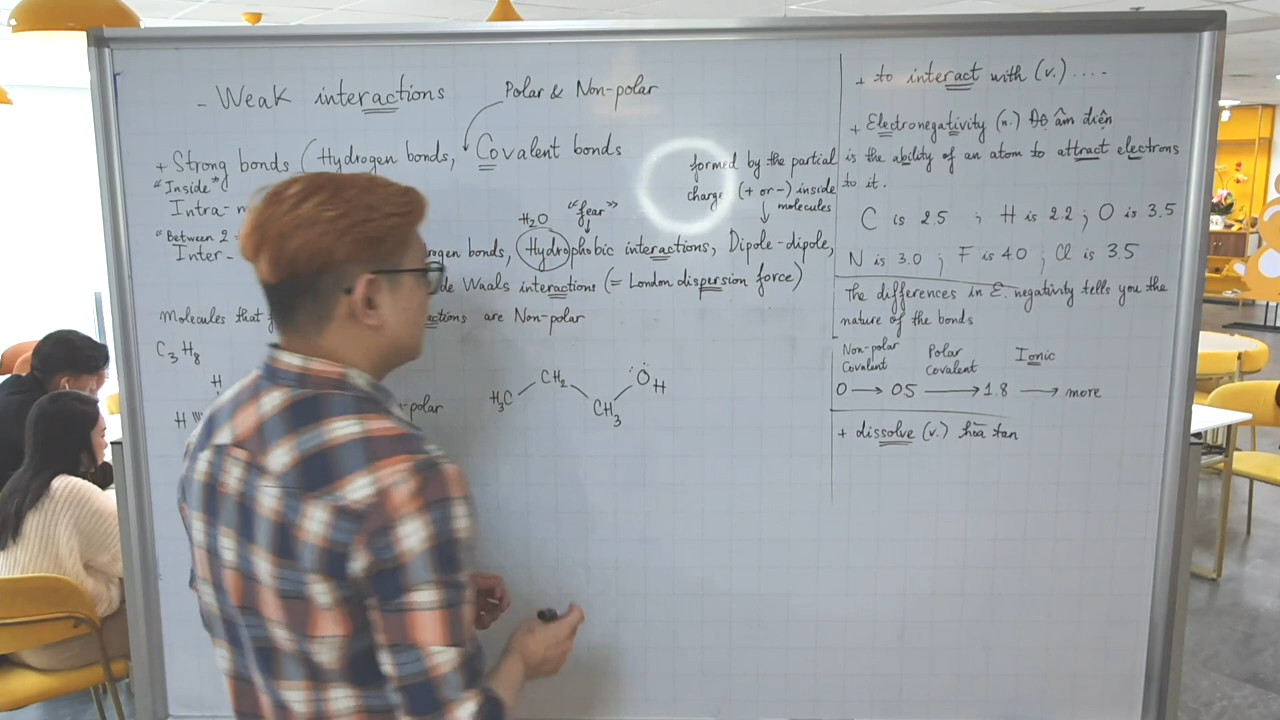 - Weak interactions
Polar & Non-polar
+ Strong bonds (Hydrogen bonds, Covalent bonds
"Inside"
Intra-
formed by the partial
charge (+ or -) inside
molecules
"Between 2
Inter-
H₂O
"fear"
bonds, Hydrophobic interactions, Dipole-dipole,
Waals interactions (= London dispersion force)
Molecules that
are Non-polar
C₃H₈
H
H
H₃C
CH₂
CH₃
ÖH
+ to interact with (v.) ....
+ Electronegativity (n.) Độ âm điện
is the ability of an atom to attract electrons
to it.
C is 2.5 ; H is 2.2 ; O is 3.5
N is 3.0 ; F is 4.0 ; Cl is 3.5
The differences in E. negativity tells you the
nature of the bonds
Non-polar Covalent
Polar Covalent
Ionic
0 → 0.5 → 1.8 → more
+ dissolve (v.) hòa tan